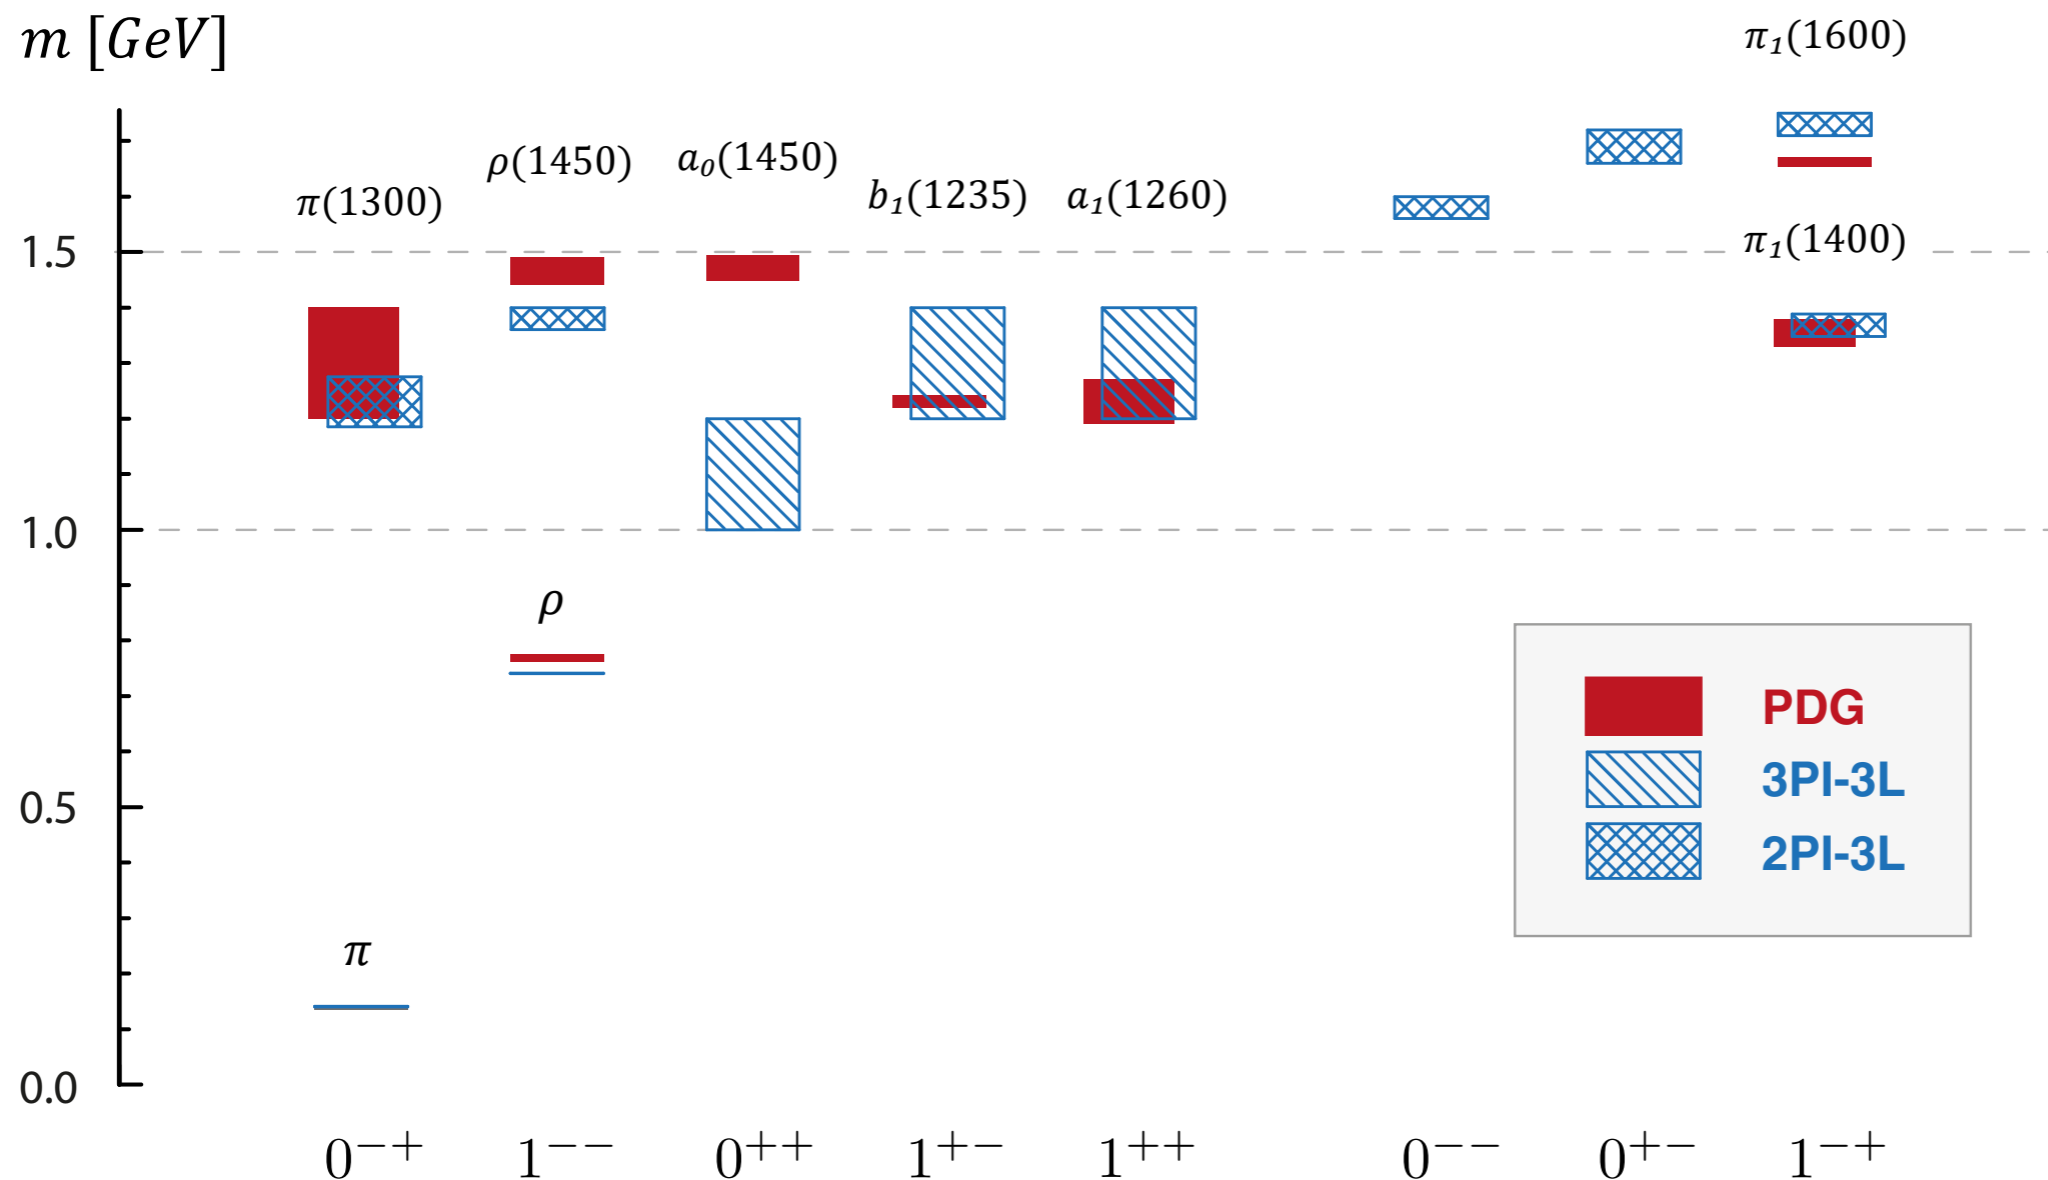 m [GeV]
π₁(1600)
ρ(1450)
a₀(1450)
π(1300)
b₁(1235)
a₁(1260)
1.5
π₁(1400)
1.0
ρ
PDG
3PI-3L
0.5
2PI-3L
π
0.0
0⁻⁺ 1⁻⁻ 0⁺⁺ 1⁺⁻ 1⁺⁺ 0⁻⁻ 0⁺⁻ 1⁻⁺